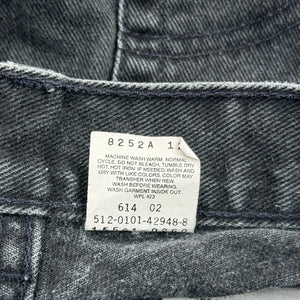 8252A 1
MACHINE WASH WARM. NORMAL
CYCLE. DO NOT BLEACH. TUMBLE DRY
HOT. IRON HOT IF NEEDED. WASH AND
DRY WITH LIKE COLORS. COLOR MAY
TRANSFER WHEN NEW.
WASH BEFORE WEARING.
WASH GARMENT INSIDE OUT.
WPL 423
614 02
512-0101-42948-8